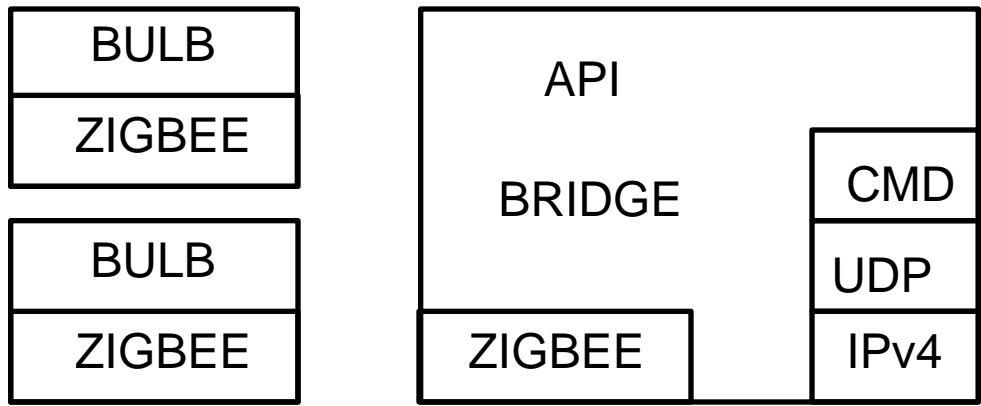 BULB
ZIGBEE
BULB
ZIGBEE
API
BRIDGE
ZIGBEE
CMD
UDP
IPv4